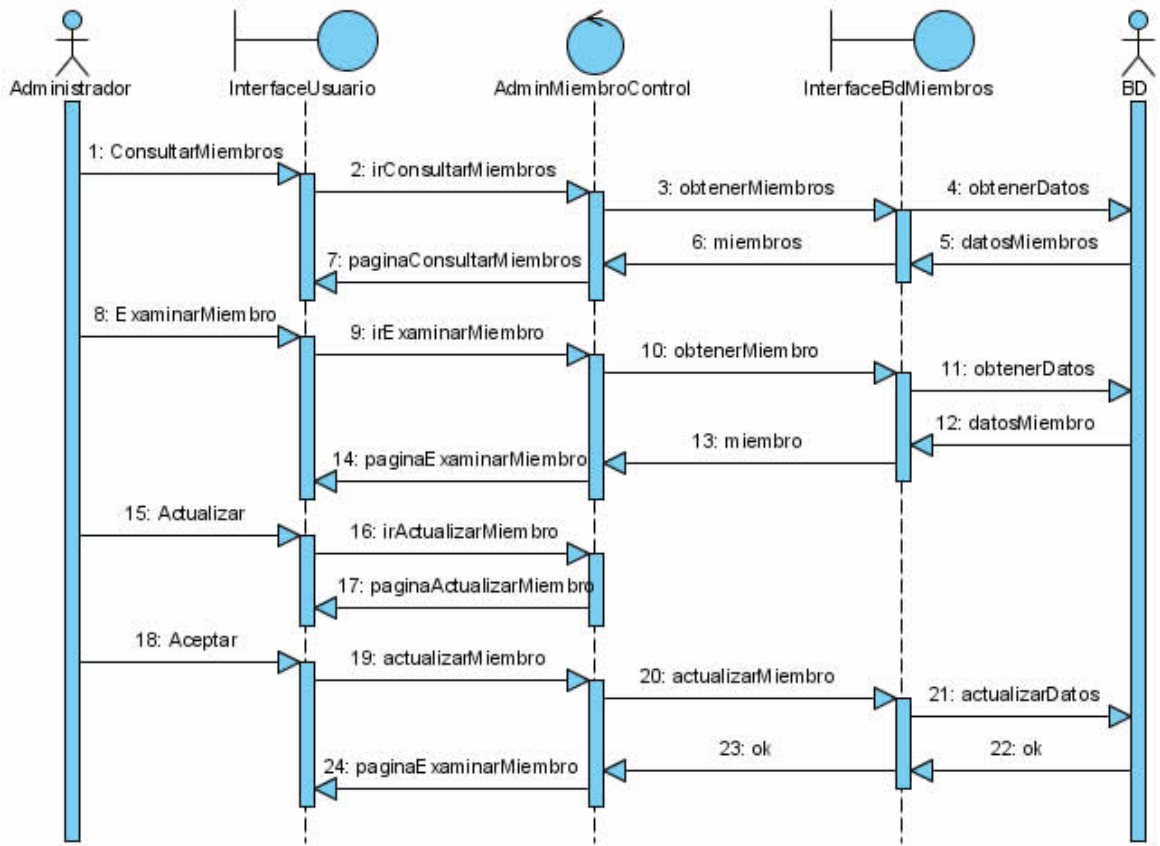 Administrador
InterfaceUsuario
AdminMiembroControl
InterfaceBdMiembros
BD
1: ConsultarMiembros
2: irConsultarMiembros
3: obtenerMiembros
4: obtenerDatos
5: datosMiembros
6: miembros
7: paginaConsultarMiembros
8: ExaminarMiembro
9: irExaminarMiembro
10: obtenerMiembro
11: obtenerDatos
12: datosMiembro
13: miembro
14: paginaExaminarMiembro
15: Actualizar
16: irActualizarMiembro
17: paginaActualizarMiembro
18: Aceptar
19: actualizarMiembro
20: actualizarMiembro
21: actualizarDatos
22: ok
23: ok
24: paginaExaminarMiembro